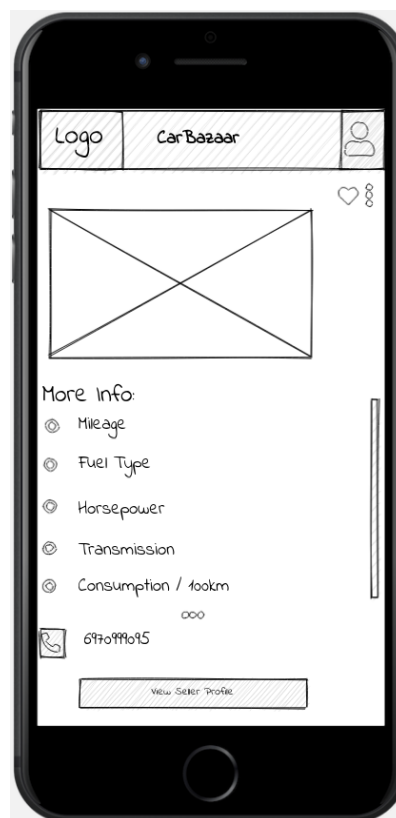 Logo
CarBazaar
More Info:
Mileage
Fuel Type
Horsepower
Transmission
Consumption / 100km
6970999095
View Seller Profile